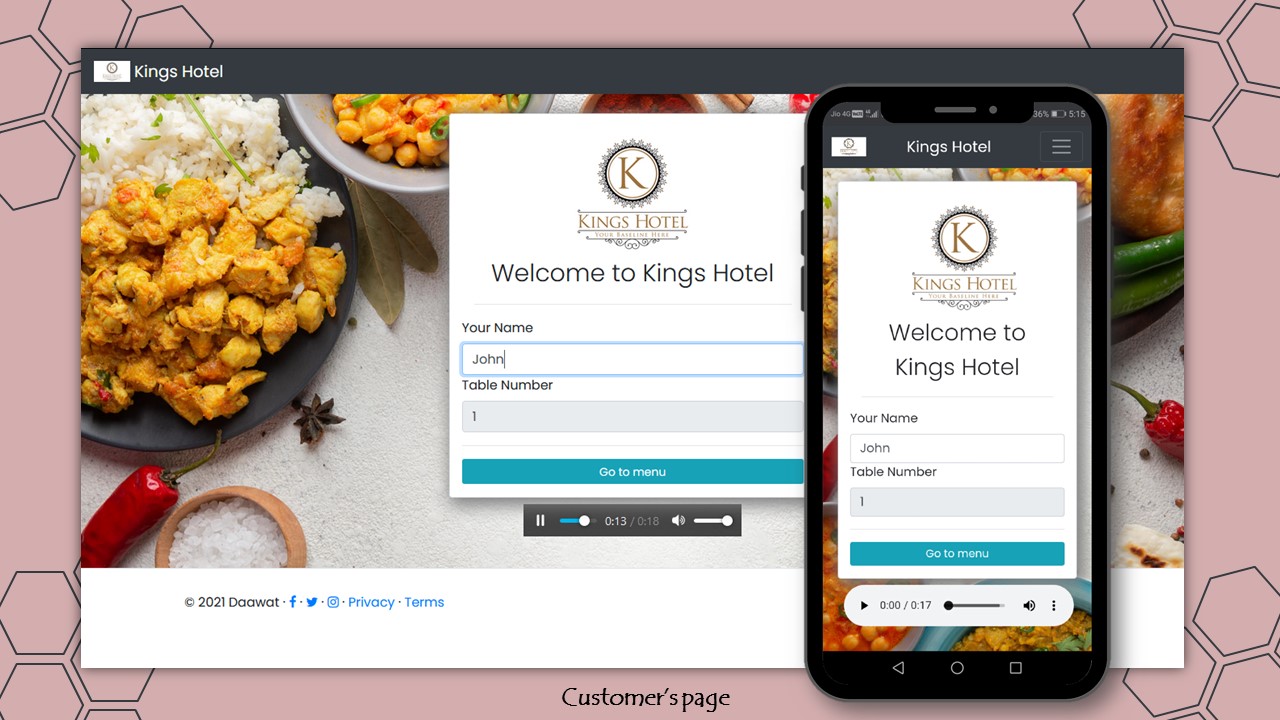 Kings Hotel
K
KINGS HOTEL
YOUR BASELINE HERE
Welcome to Kings Hotel
Your Name
John
Table Number
1
Go to menu
0:13 / 0:18
© 2021 Daawat · · · · Privacy · Terms
Jio 4G
36% 5:15
Kings Hotel
K
KINGS HOTEL
YOUR BASELINE HERE
Welcome to
Kings Hotel
Your Name
John
Table Number
1
Go to menu
0:00 / 0:17
Customer's page